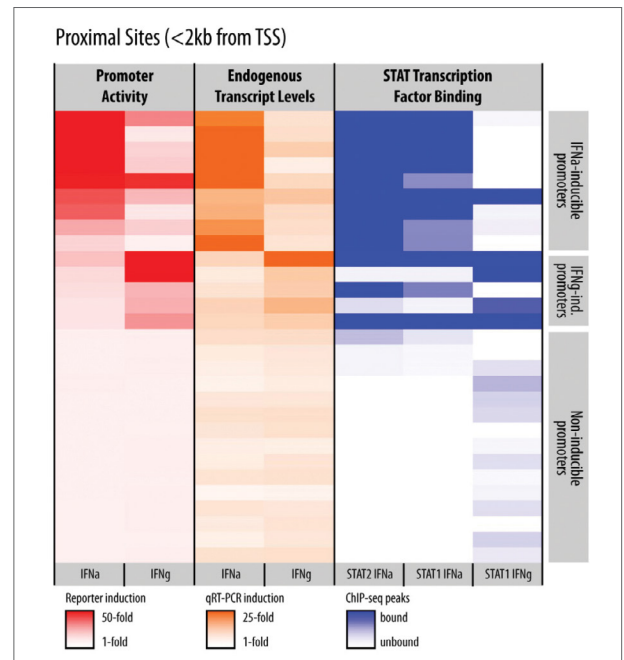 Proximal Sites (<2kb from TSS)
Promoter
Activity
Endogenous
Transcript Levels
STAT Transcription
Factor Binding
IFNa-inducible
promoters
IFNg-ind.
promoters
Non-inducible
promoters
IFNa
IFNg
IFNa
IFNg
STAT2 IFNa
STAT1 IFNa
STAT1 IFNg
Reporter induction
50-fold
1-fold
qRT-PCR induction
25-fold
1-fold
ChIP-seq peaks
bound
unbound